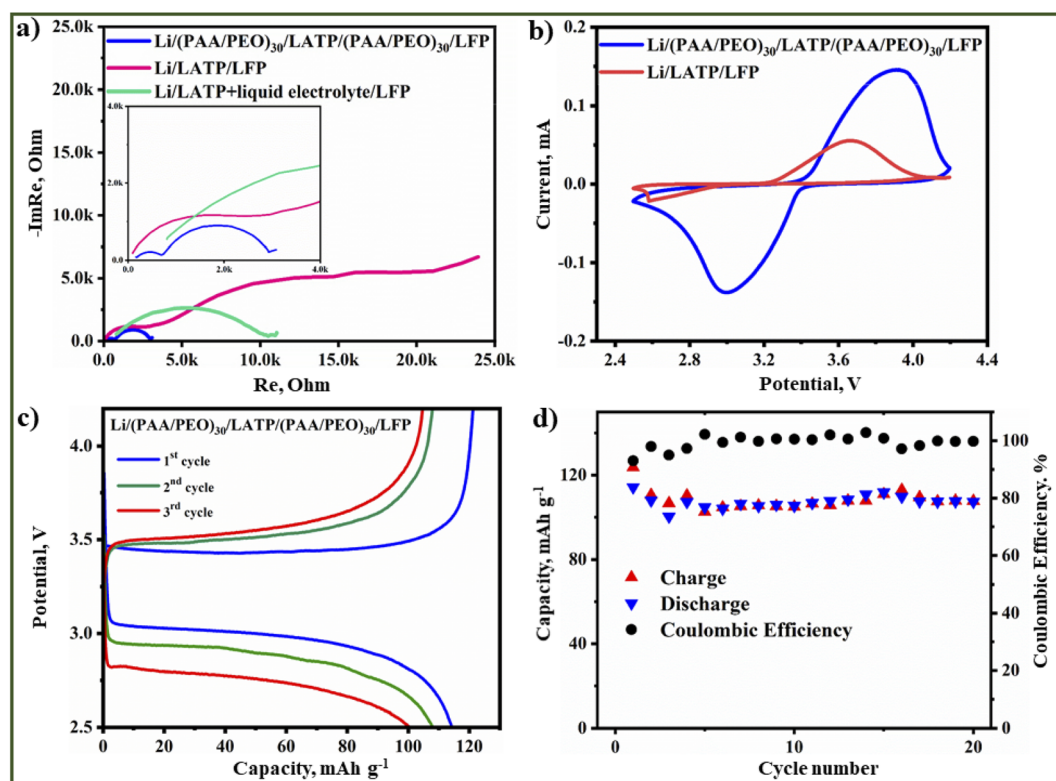 a)
25.0k
20.0k
15.0k
10.0k
5.0k
0.0
-ImRe, Ohm
Li/(PAA/PEO)30/LATP/(PAA/PEO)30/LFP
Li/LATP/LFP
Li/LATP+liquid electrolyte/LFP
4.0k
2.0k
0.0
0.0 2.0k 4.0k
0.0 5.0k 10.0k 15.0k 20.0k 25.0k
Re, Ohm
b)
Li/(PAA/PEO)30/LATP/(PAA/PEO)30/LFP
Li/LATP/LFP
0.2
0.1
0.0
-0.1
-0.2
Current, mA
2.4 2.8 3.2 3.6 4.0 4.4
Potential, V
c)
Li/(PAA/PEO)30/LATP/(PAA/PEO)30/LFP
1st cycle
2nd cycle
3rd cycle
4.0
3.5
3.0
2.5
Potential, V
0 20 40 60 80 100 120
Capacity, mAh g-1
d)
160
120
80
40
0
Capacity, mAh g-1
Charge
Discharge
Coulombic Efficiency
100
80
60
40
20
0
Coulombic Efficiency, %
0 10 20
Cycle number